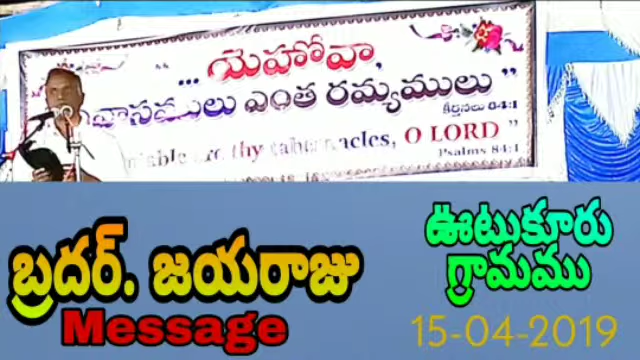 " యెహోవా,
... వాసములు ఎంత రమ్యములు "
కీర్తనలు 84:1
thy tabernacles, O LORD "
Psalms 84:1
బ్రదర్. జయరాజు
Message
ఊటుకూరు
గ్రామము
15-04-2019